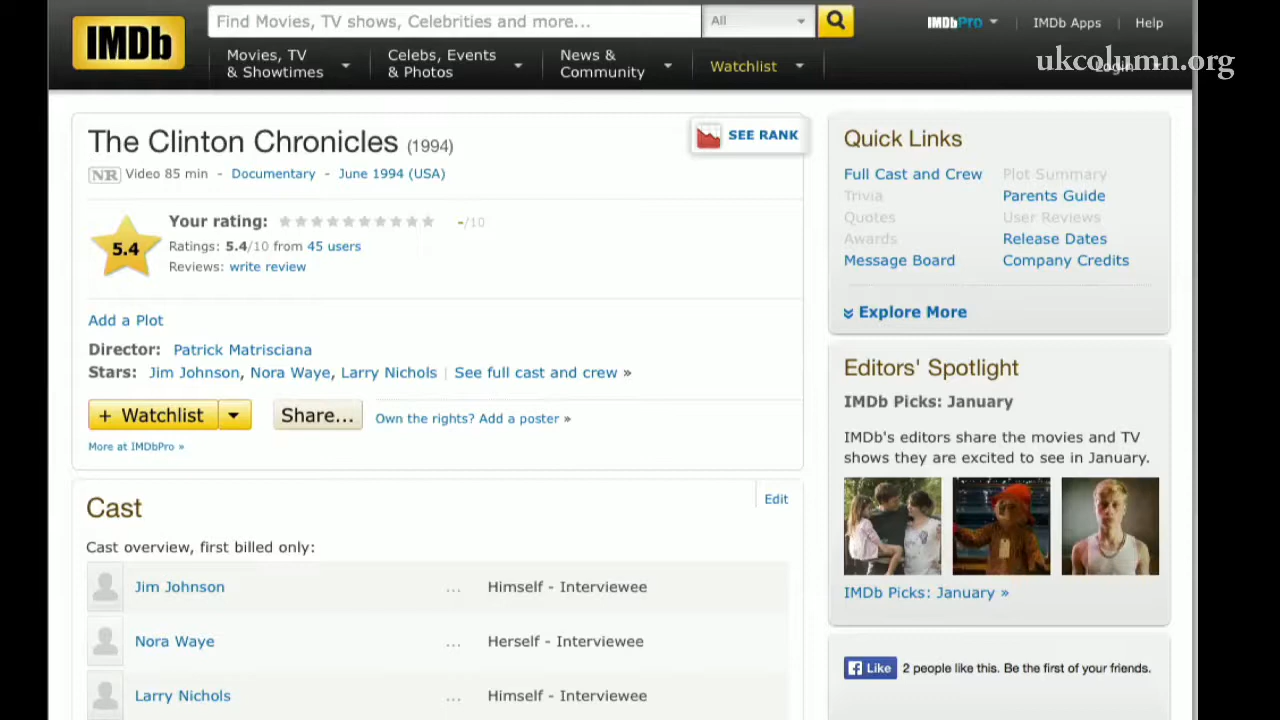 IMDb
Find Movies, TV shows, Celebrities and more...
All
IMDbPro
IMDb Apps
Help
Movies, TV
& Showtimes
Celebs, Events
& Photos
News &
Community
Watchlist
Login
ukcolumn.org
The Clinton Chronicles (1994)
SEE RANK
NR Video 85 min - Documentary - June 1994 (USA)
5.4
Your rating: -/10
Ratings: 5.4/10 from 45 users
Reviews: write review
Add a Plot
Director: Patrick Matrisciana
Stars: Jim Johnson, Nora Waye, Larry Nichols | See full cast and crew »
+ Watchlist
Share...
Own the rights? Add a poster »
More at IMDbPro »
Cast
Edit
Cast overview, first billed only:
Jim Johnson ... Himself - Interviewee
Nora Waye ... Herself - Interviewee
Larry Nichols ... Himself - Interviewee
Quick Links
Full Cast and Crew
Plot Summary
Trivia
Parents Guide
Quotes
User Reviews
Awards
Release Dates
Message Board
Company Credits
Explore More
Editors' Spotlight
IMDb Picks: January
IMDb's editors share the movies and TV
shows they are excited to see in January.
IMDb Picks: January »
f Like
2 people like this. Be the first of your friends.